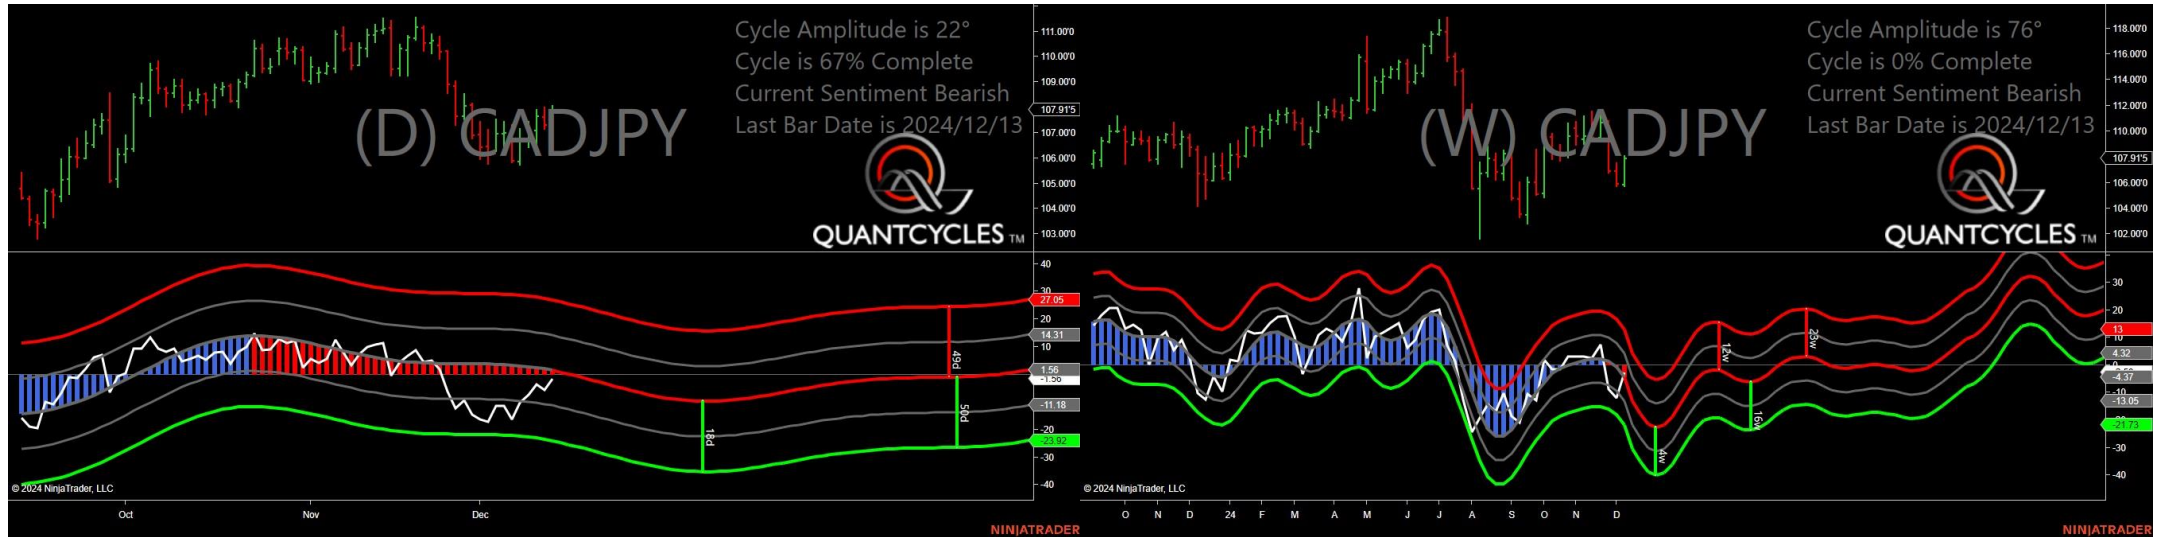 Cycle Amplitude is 22°
Cycle is 67% Complete
Current Sentiment Bearish
Last Bar Date is 2024/12/13
(D) CADJPY
QUANTCYCLES TM
111.00'0
110.00'0
109.00'0
107.91'5
107.00'0
106.00'0
105.00'0
104.00'0
103.00'0
40
30
27.05
20
14.31
10
1.56
-1.56
-11.18
-20
-23.92
-30
-40
49d
50d
18d
© 2024 NinjaTrader, LLC
Oct Nov Dec
NINJATRADER
Cycle Amplitude is 76°
Cycle is 0% Complete
Current Sentiment Bearish
Last Bar Date is 2024/12/13
(W) CADJPY
QUANTCYCLES TM
118.00'0
116.00'0
114.00'0
112.00'0
110.00'0
107.91'5
106.00'0
104.00'0
102.00'0
30
20
13
10
4.32
0
-4.37
-10
-13.05
-21.73
-30
-40
12w
23w
16w
4w
© 2024 NinjaTrader, LLC
O N D 24 F M A M J J A S O N D
NINJATRADER